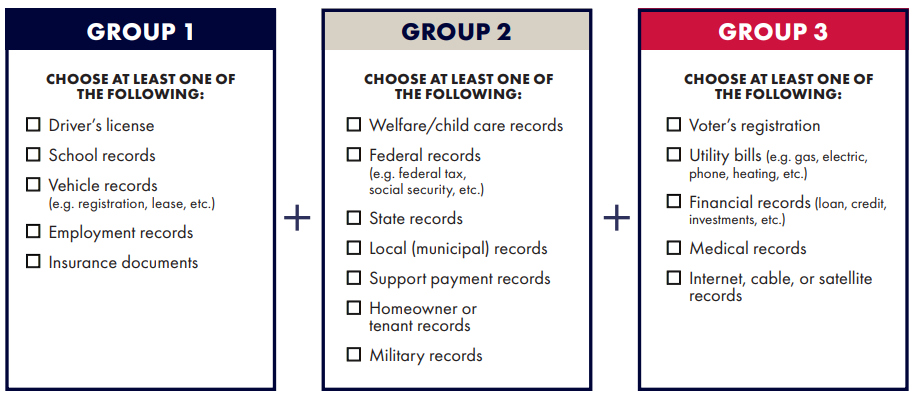 GROUP 1
CHOOSE AT LEAST ONE OF
THE FOLLOWING:
Driver’s license
School records
Vehicle records
(e.g. registration, lease, etc.)
Employment records
Insurance documents
+
GROUP 2
CHOOSE AT LEAST ONE OF
THE FOLLOWING:
Welfare/child care records
Federal records
(e.g. federal tax,
social security, etc.)
State records
Local (municipal) records
Support payment records
Homeowner or
tenant records
Military records
+
GROUP 3
CHOOSE AT LEAST ONE OF
THE FOLLOWING:
Voter’s registration
Utility bills (e.g. gas, electric,
phone, heating, etc.)
Financial records (loan, credit,
investments, etc.)
Medical records
Internet, cable, or satellite
records